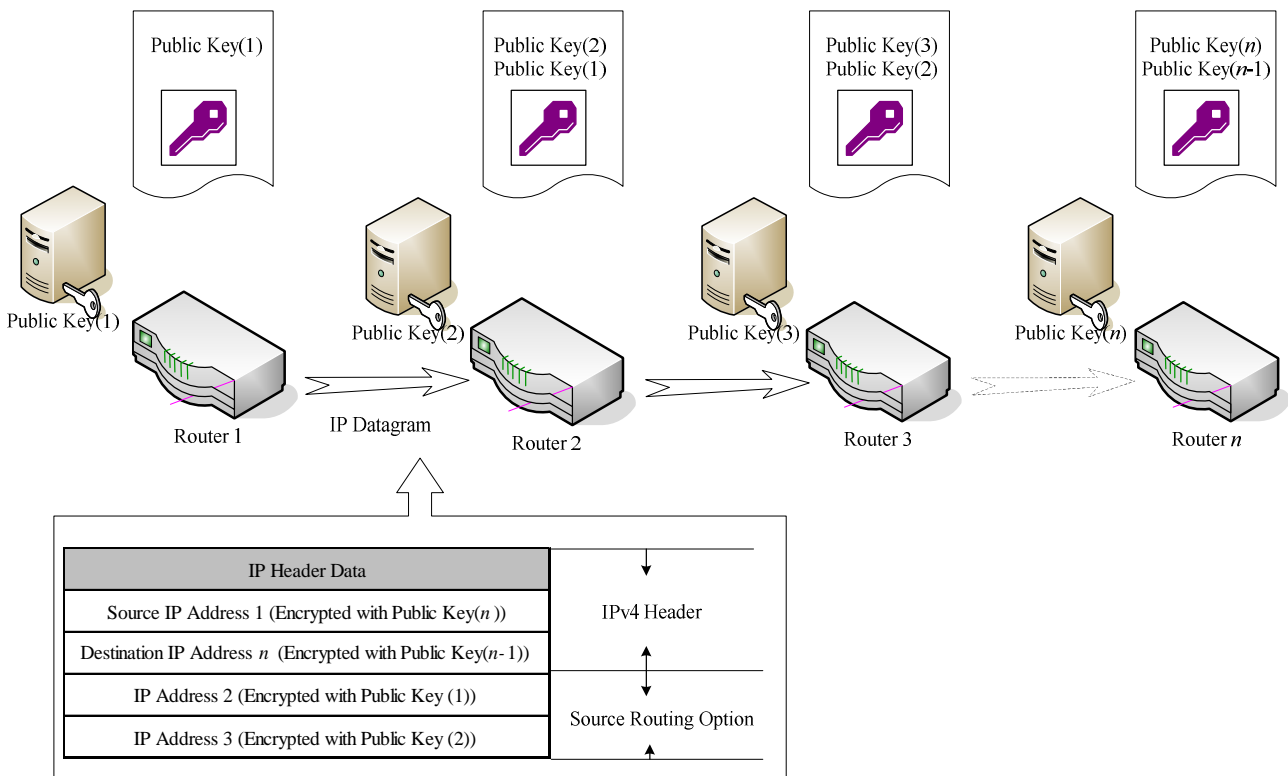 Public Key(1)
Public Key(2)
Public Key(1)
Public Key(3)
Public Key(2)
Public Key(n)
Public Key(n-1)
Public Key(1)
Public Key(2)
Public Key(3)
Public Key(n)
Router 1
IP Datagram
Router 2
Router 3
Router n
IP Header Data
Source IP Address 1 (Encrypted with Public Key(n ))
Destination IP Address n (Encrypted with Public Key(n-1))
IP Address 2 (Encrypted with Public Key (1))
IP Address 3 (Encrypted with Public Key (2))
IPv4 Header
Source Routing Option